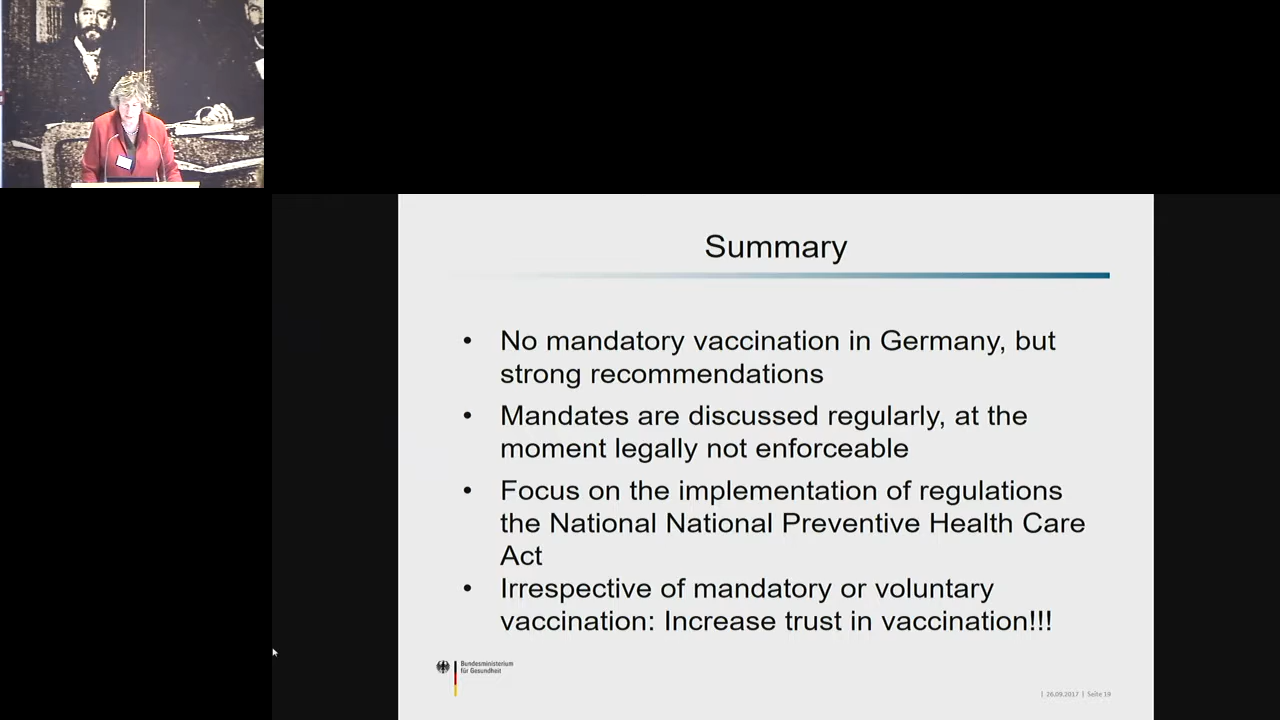 Summary
• No mandatory vaccination in Germany, but
strong recommendations
• Mandates are discussed regularly, at the
moment legally not enforceable
• Focus on the implementation of regulations
the National National Preventive Health Care
Act
• Irrespective of mandatory or voluntary
vaccination: Increase trust in vaccination!!!
Bundesministerium
für Gesundheit
| 26.09.2017 | Seite 19